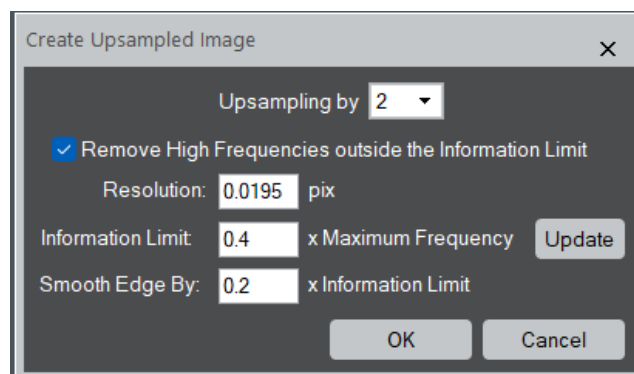 Create Upsampled Image
Upsampling by 2
Remove High Frequencies outside the Information Limit
Resolution: 0.0195 pix
Information Limit: 0.4 x Maximum Frequency Update
Smooth Edge By: 0.2 x Information Limit
OK Cancel